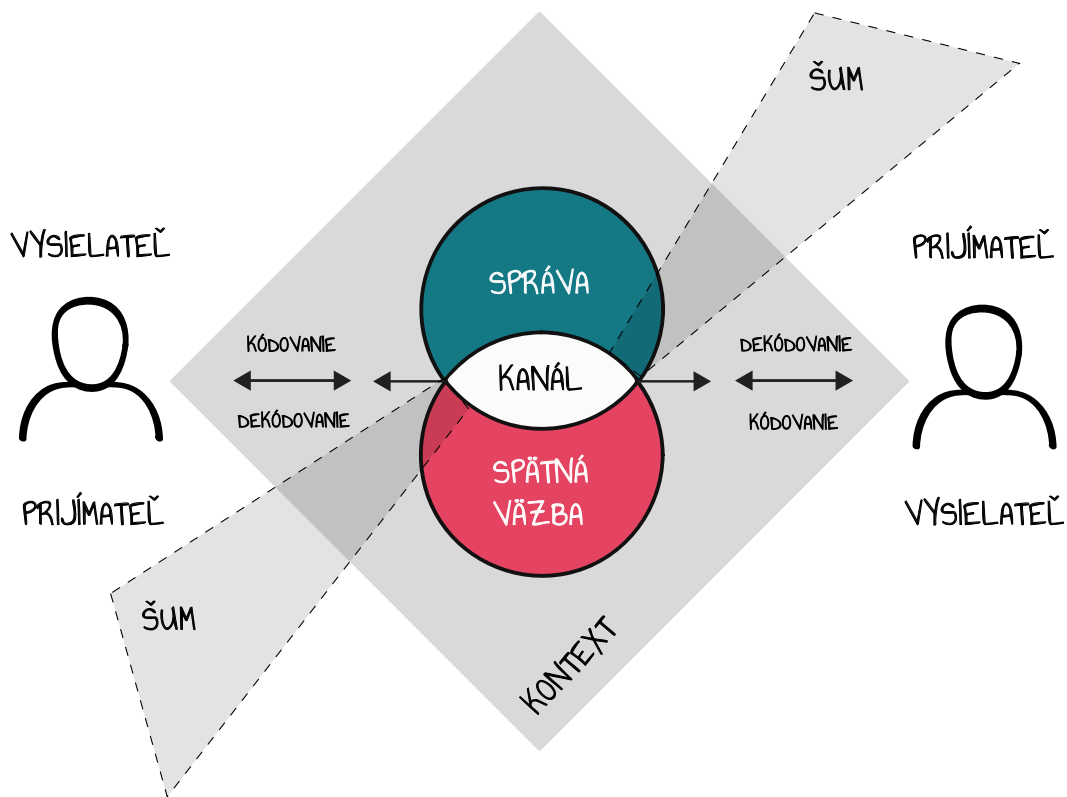 ŠUM
VYSIELATEĽ
PRIJÍMATEĽ
SPRÁVA
KÓDOVANIE
DEKÓDOVANIE
KANÁL
DEKÓDOVANIE
KÓDOVANIE
SPÄTNÁ
VÄZBA
PRIJÍMATEĽ
VYSIELATEĽ
ŠUM
KONTEXT